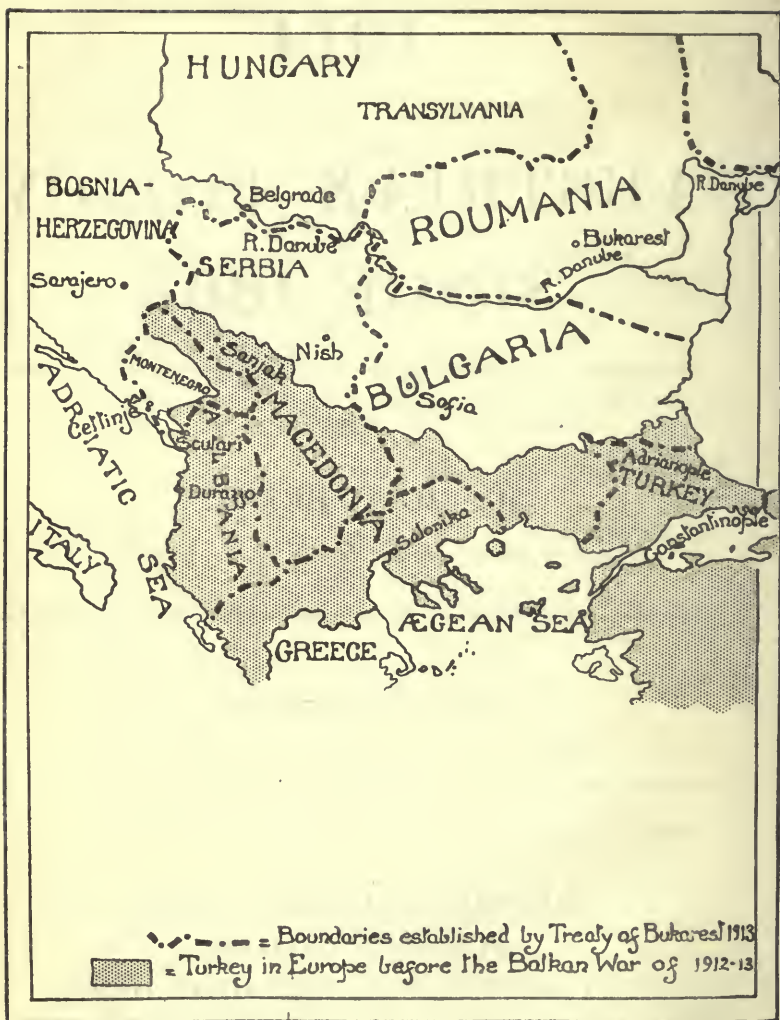 HUNGARY
TRANSYLVANIA
BOSNIA-
HERZEGOVINA
Belgrade
R. Danube
ROUMANIA
R. Danube
Bukarest
R. Danube
SERBIA
Sarajero
Nish
BULGARIA
Sofia
Sanjak
MONTENEGRO
MACEDONIA
ADRIATIC
SEA
Cettinje
Scutari
ALBANIA
Durazzo
Adrianople
TURKEY
Salonika
Constantinople
ITALY
ÆGEAN SEA
GREECE
= Boundaries established by Treaty of Bukarest 1913
= Turkey in Europe before the Balkan War of 1912-13